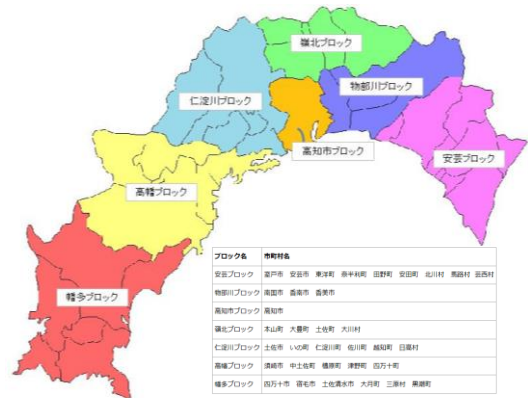 嶺北ブロック
物部川ブロック
仁淀川ブロック
高知市ブロック
安芸ブロック
高幡ブロック
幡多ブロック
ブロック名 市町村名
安芸ブロック 室戸市 安芸市 東洋町 奈半利町 田野町 安田町 北川村 馬路村 芸西村
物部川ブロック 南国市 香南市 香美市
高知市ブロック 高知市
嶺北ブロック 本山町 大豊町 土佐町 大川村
仁淀川ブロック 土佐市 いの町 仁淀川町 佐川町 越知町 日高村
高幡ブロック 須崎市 中土佐町 檮原町 津野町 四万十町
幡多ブロック 四万十市 宿毛市 土佐清水市 大月町 三原村 黒潮町